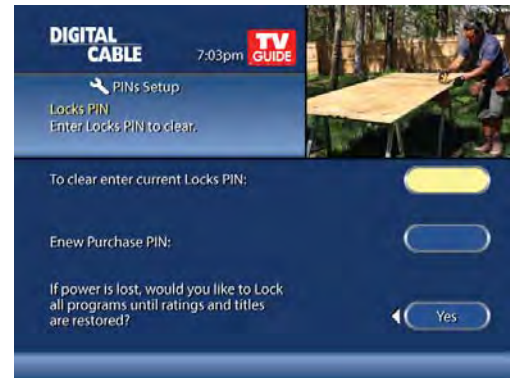 DIGITAL
CABLE
7:03pm
TV
GUIDE
PINs Setup
Locks PIN
Enter Locks PIN to clear.
To clear enter current Locks PIN:
Enew Purchase PIN:
If power is lost, would you like to Lock
all programs until ratings and titles
are restored?
Yes